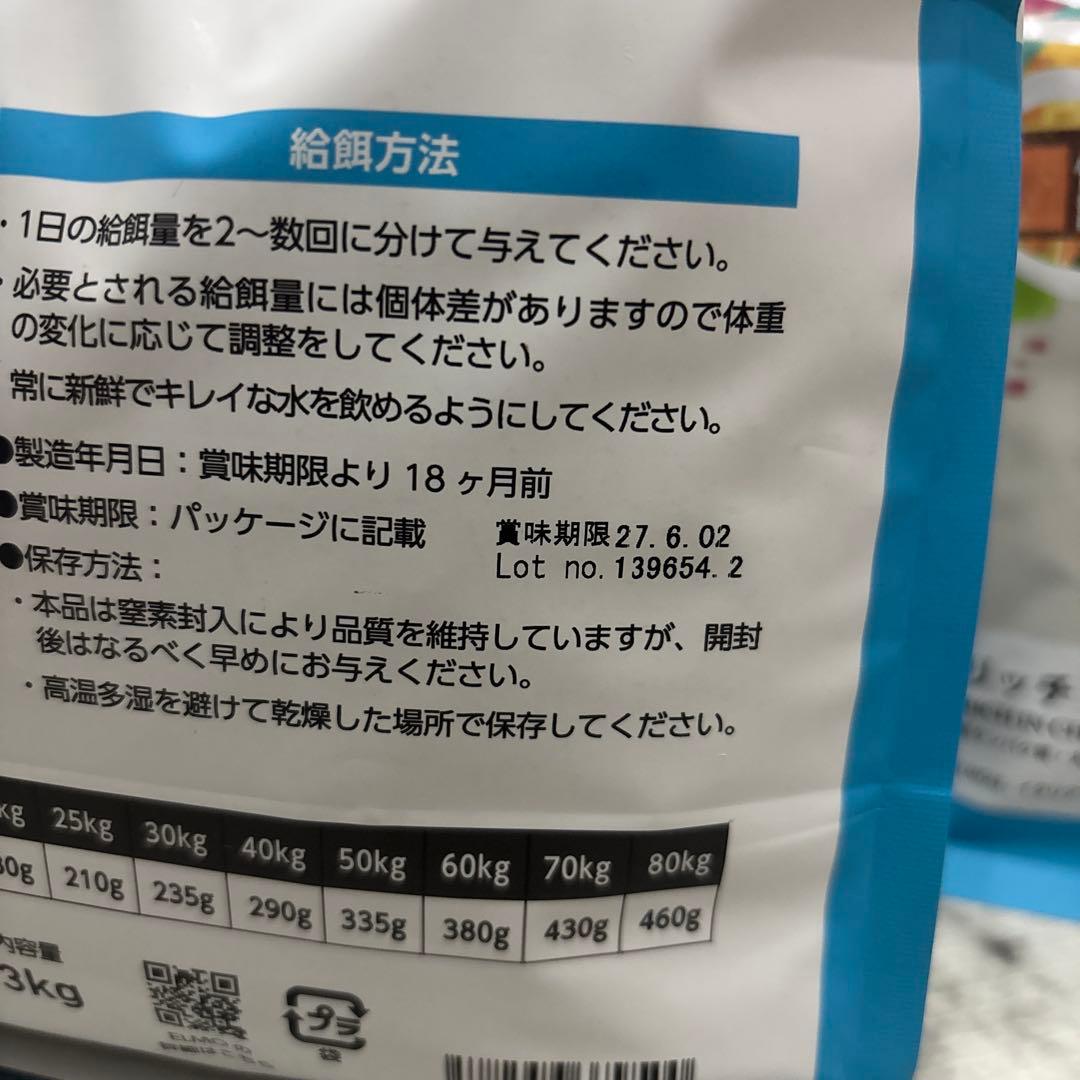 給餌方法
・1日の給餌量を2〜数回に分けて与えてください。
・必要とされる給餌量には個体差がありますので体重
の変化に応じて調整をしてください。
常に新鮮でキレイな水を飲めるようにしてください。
●製造年月日：賞味期限より 18 ヶ月前
●賞味期限：パッケージに記載
賞味期限27.6.02
Lot no.139654.2
●保存方法：
・本品は窒素封入により品質を維持していますが、開封
後はなるべく早めにお与えください。
・高温多湿を避けて乾燥した場所で保存してください。
kg 25kg 30kg 40kg 50kg 60kg 70kg 80kg
210g 235g 290g 335g 380g 430g 460g
内容量
3kg
プラ
袋
リッチ